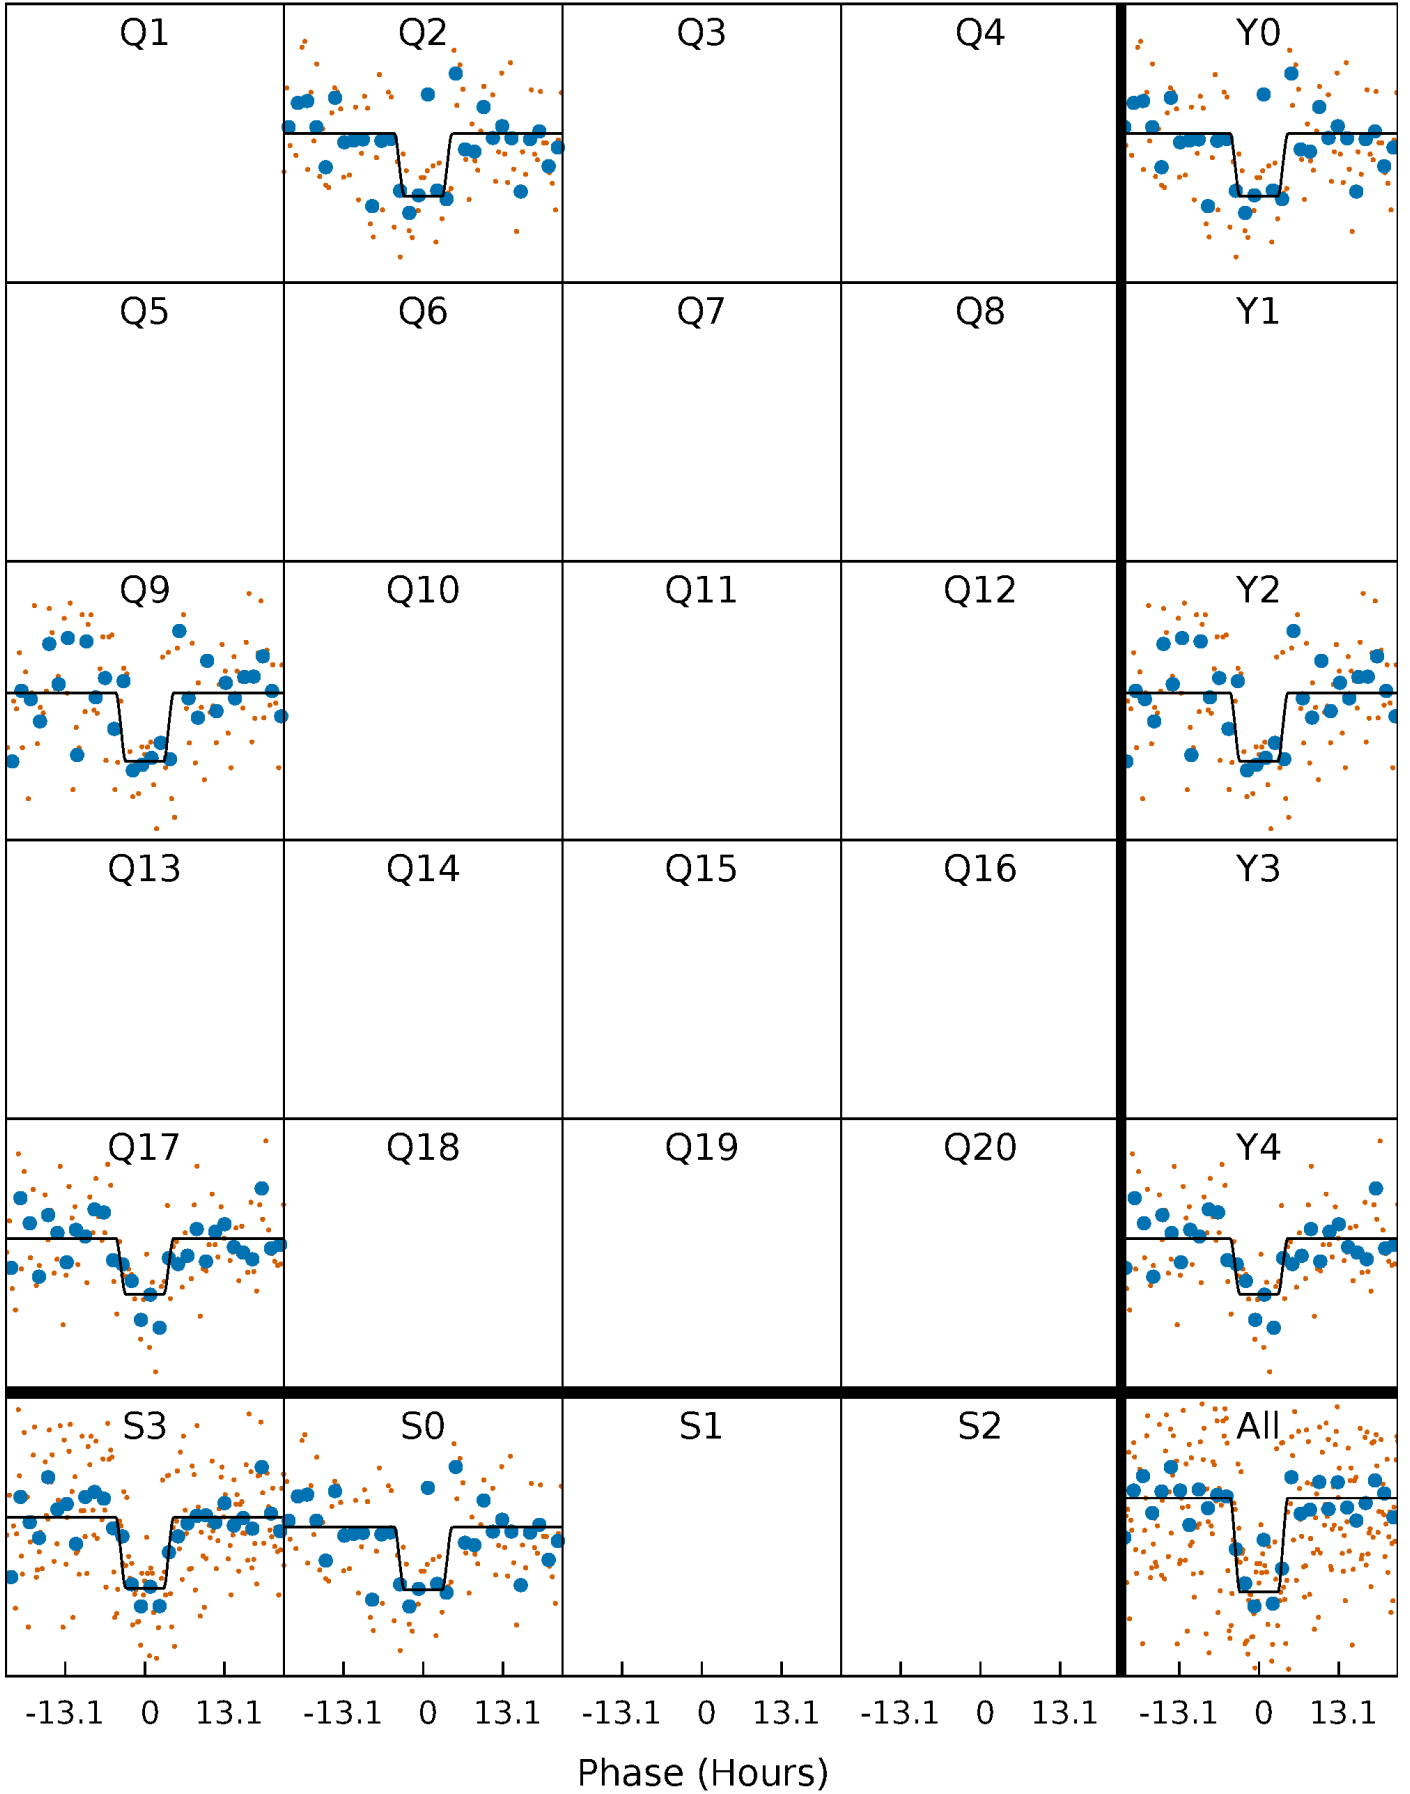 Q1 Q2 Q3 Q4 Y0
Q5 Q6 Q7 Q8 Y1
Q9 Q10 Q11 Q12 Y2
Q13 Q14 Q15 Q16 Y3
Q17 Q18 Q19 Q20 Y4
S3 S0 S1 S2 All
-13.1 0 13.1 -13.1 0 13.1 -13.1 0 13.1 -13.1 0 13.1 -13.1 0 13.1
Phase (Hours)